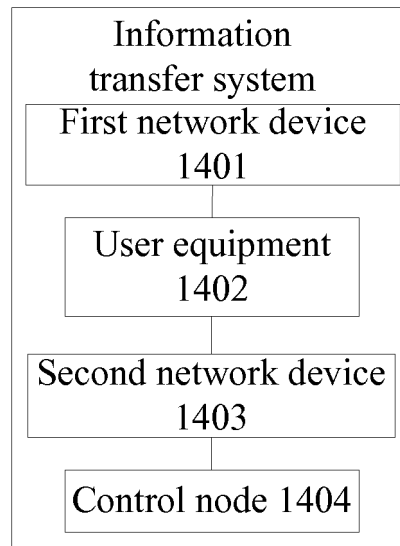 Information
transfer system
First network device
1401
User equipment
1402
Second network device
1403
Control node 1404